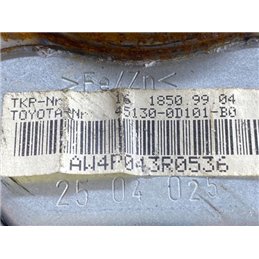 >Fe//Zn<
TKP-Nr. 16 1850.99.04
TOYOTA-Nr. 45130-0D101-B0
AW4P043R0536
25 04 025